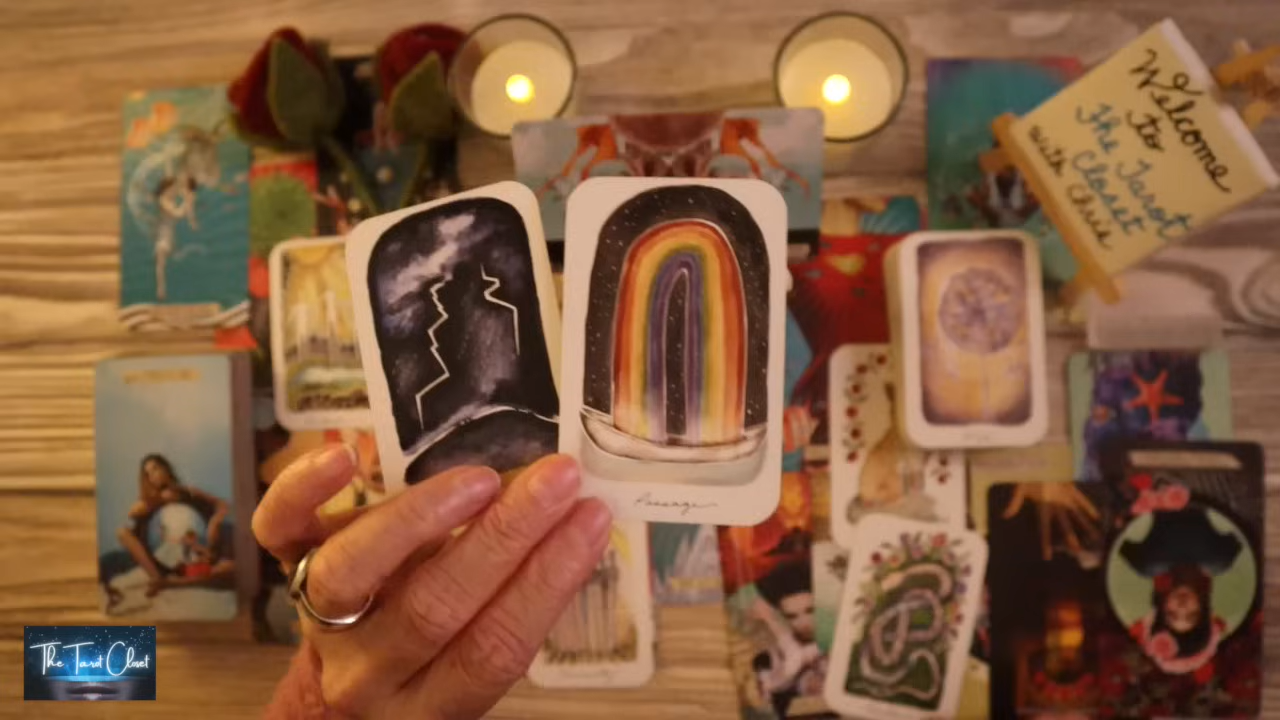 Welcome
to
The Tarot
Closet
with Chris
Passage
The Tarot Closet